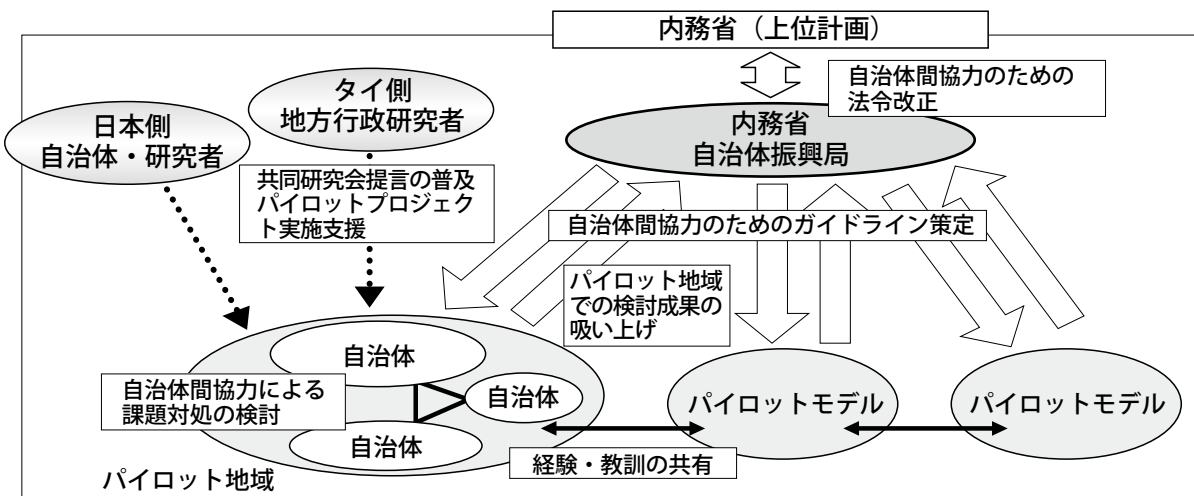 内務省（上位計画）
自治体間協力のための
法令改正
タイ側
地方行政研究者
日本側
自治体・研究者
内務省
自治体振興局
共同研究会提言の普及
パイロットプロジェク
ト実施支援
自治体間協力のためのガイドライン策定
パイロット地域
での検討成果の
吸い上げ
自治体
自治体間協力による
課題対処の検討
自治体
自治体
パイロットモデル
パイロットモデル
経験・教訓の共有
パイロット地域